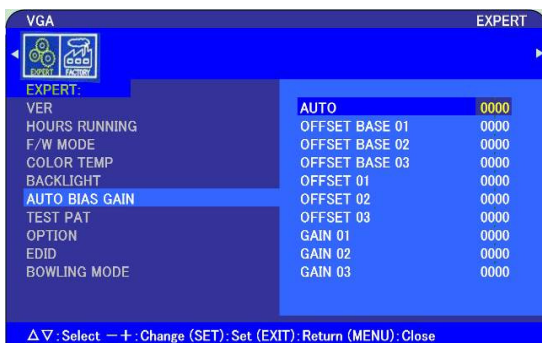 VGA EXPERT
EXPERT FACTORY
EXPERT:
VER
HOURS RUNNING
F/W MODE
COLOR TEMP
BACKLIGHT
AUTO BIAS GAIN
TEST PAT
OPTION
EDID
BOWLING MODE
AUTO 0000
OFFSET BASE 01 0000
OFFSET BASE 02 0000
OFFSET BASE 03 0000
OFFSET 01 0000
OFFSET 02 0000
OFFSET 03 0000
GAIN 01 0000
GAIN 02 0000
GAIN 03 0000
△▽:Select －＋:Change (SET):Set (EXIT):Return (MENU):Close